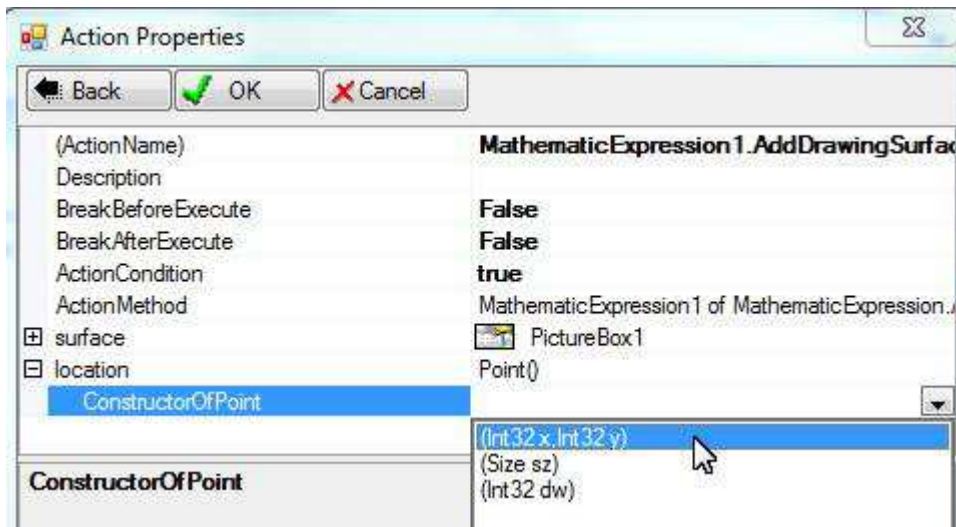 Action Properties
Back OK Cancel
(ActionName) MathematicExpression1.AddDrawingSurfac
Description
BreakBeforeExecute False
BreakAfterExecute False
ActionCondition true
ActionMethod MathematicExpression1 of MathematicExpression.
surface PictureBox1
location Point()
ConstructorOfPoint
(Int32 x,Int32 y)
(Size sz)
(Int32 dw)
ConstructorOfPoint